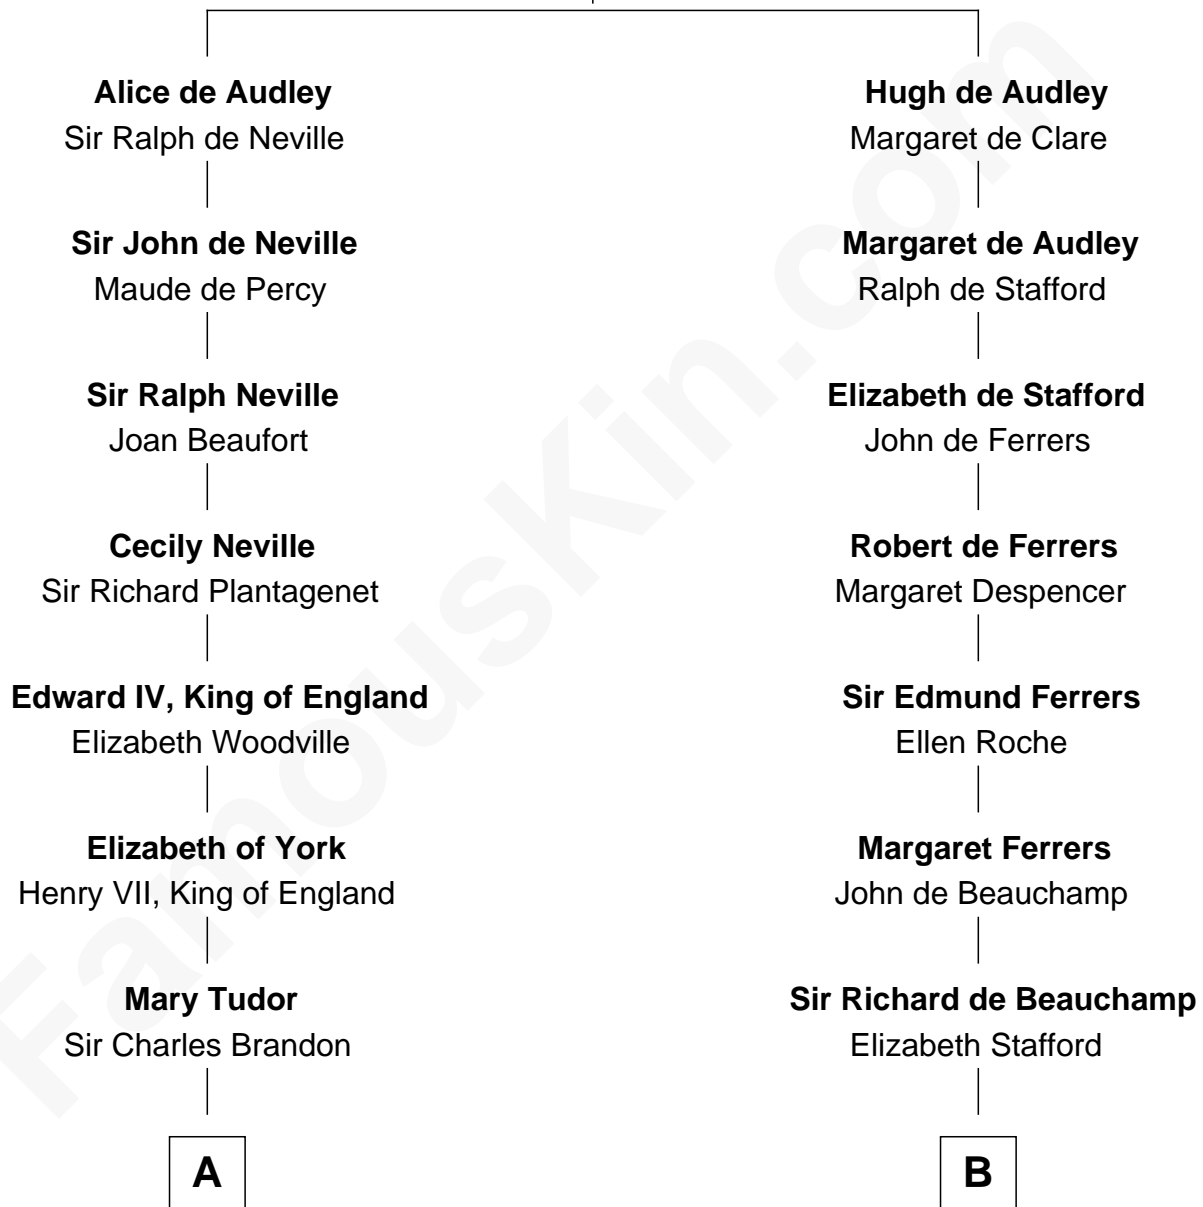 Alice de Audley
Sir Ralph de Neville
Hugh de Audley
Margaret de Clare
Sir John de Neville
Maude de Percy
Margaret de Audley
Ralph de Stafford
Sir Ralph Neville
Joan Beaufort
Elizabeth de Stafford
John de Ferrers
Cecily Neville
Sir Richard Plantagenet
Robert de Ferrers
Margaret Despencer
Edward IV, King of England
Elizabeth Woodville
Sir Edmund Ferrers
Ellen Roche
Elizabeth of York
Henry VII, King of England
Margaret Ferrers
John de Beauchamp
Mary Tudor
Sir Charles Brandon
Sir Richard de Beauchamp
Elizabeth Stafford
A
B
FamousKin.com